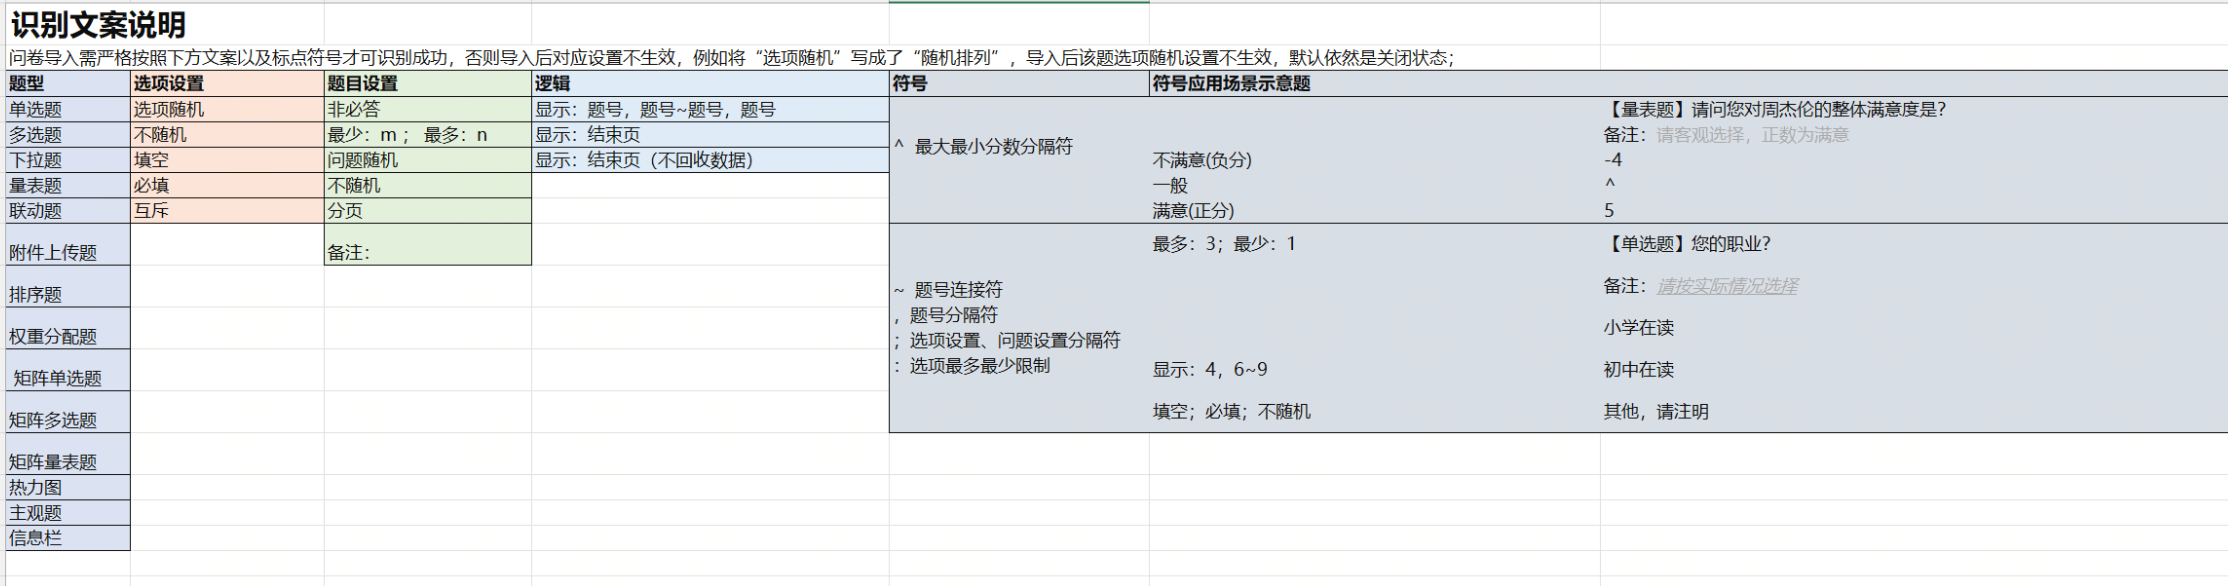 识别文案说明
问卷导入需严格按照下方文案以及标点符号才可识别成功，否则导入后对应设置不生效，例如将“选项随机”写成了“随机排列”，导入后该题选项随机设置不生效，默认依然是关闭状态；
题型 选项设置 题目设置 逻辑 符号 符号应用场景示意题
单选题 选项随机 非必答 显示：题号，题号~题号，题号 【量表题】请问您对周杰伦的整体满意度是？
多选题 不随机 最少：m ； 最多：n 显示：结束页 备注：请客观选择，正数为满意
^ 最大最小分数分隔符
下拉题 填空 问题随机 显示：结束页（不回收数据） 不满意(负分) -4
量表题 必填 不随机 一般 ^
联动题 互斥 分页 满意(正分) 5
最多：3；最少：1 【单选题】您的职业？
附件上传题 备注：
备注：请按实际情况选择
排序题 ~ 题号连接符
，题号分隔符
小学在读
权重分配题 ；选项设置、问题设置分隔符
：选项最多最少限制
显示：4，6~9 初中在读
矩阵单选题
填空；必填；不随机 其他，请注明
矩阵多选题
矩阵量表题
热力图
主观题
信息栏